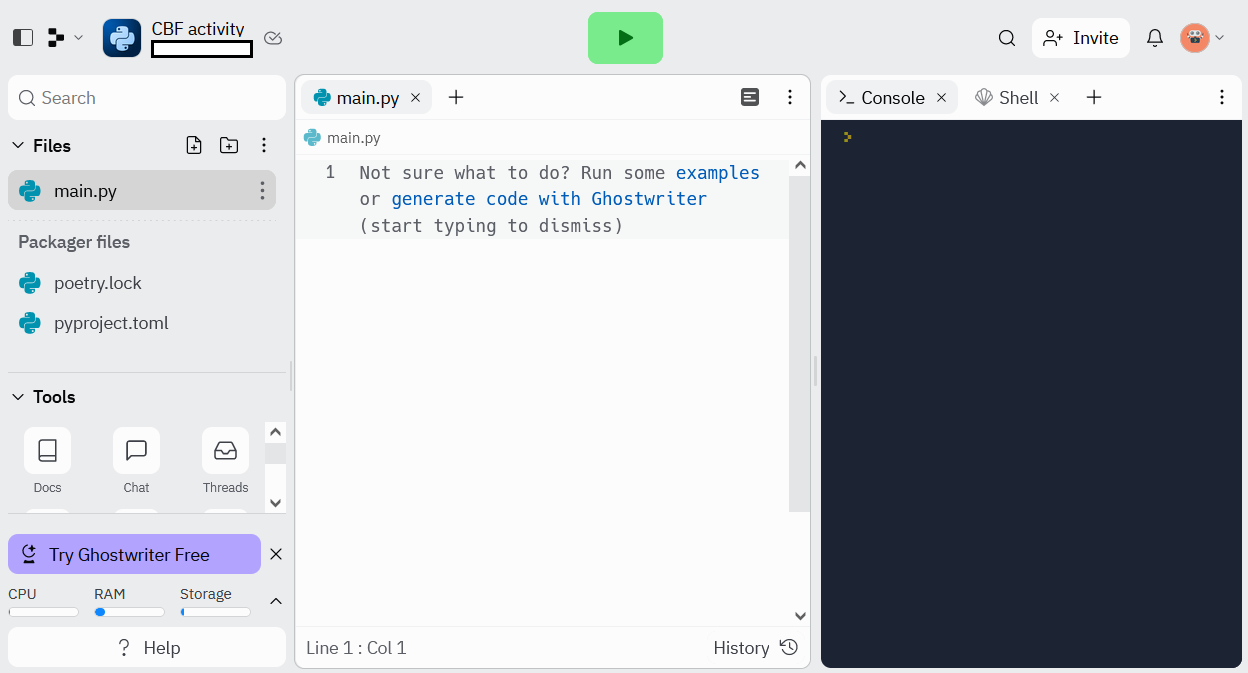 CBF activity
Invite
Search
Files
main.py
Packager files
poetry.lock
pyproject.toml
Tools
Docs
Chat
Threads
Try Ghostwriter Free
CPU
RAM
Storage
? Help
main.py
main.py
1
Not sure what to do? Run some examples
or generate code with Ghostwriter
(start typing to dismiss)
Line 1 : Col 1
History
Console
Shell